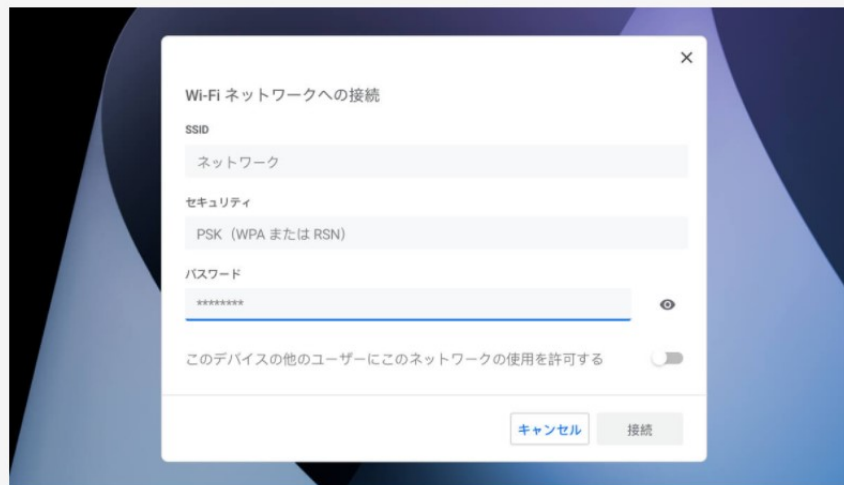 Wi-Fi ネットワークへの接続
SSID
ネットワーク
セキュリティ
PSK（WPA または RSN）
パスワード
********
このデバイスの他のユーザーにこのネットワークの使用を許可する
キャンセル
接続